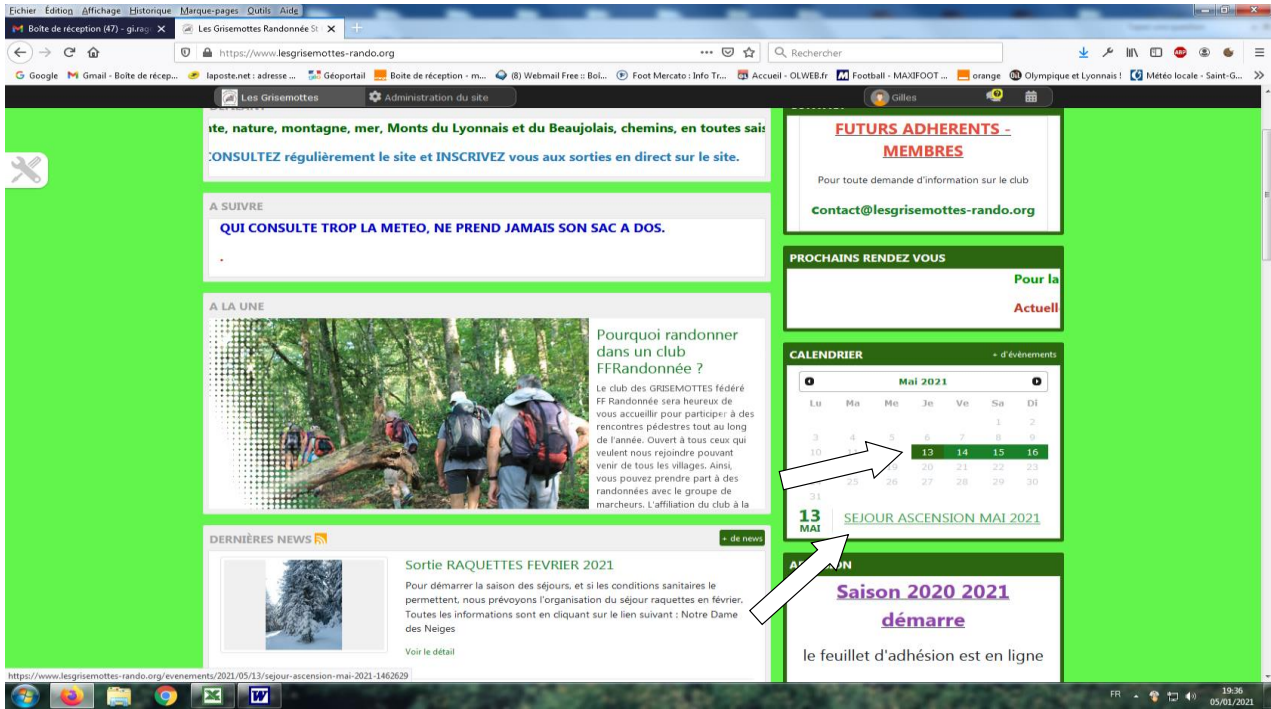 Fichier Édition Affichage Historique Marque-pages Outils Aide
Boîte de réception (47) - gi.rag
Les Grisemottes Randonnée St
https://www.lesgrisemottes-rando.org
Rechercher
Google
Gmail - Boîte de récep...
laposte.net : adresse ...
Géoportail
Boite de réception - m...
(8) Webmail Free :: Boi...
Foot Mercato : Info Tr...
Accueil - OLWEB.fr
Football - MAXIFOOT ...
orange
Olympique et Lyonnais !
Météo locale - Saint-G...
Les Grisemottes
Administration du site
Gilles
te, nature, montagne, mer, Monts du Lyonnais et du Beaujolais, chemins, en toutes sais
CONSULTEZ régulièrement le site et INSCRIVEZ vous aux sorties en direct sur le site.
A SUIVRE
QUI CONSULTE TROP LA METEO, NE PREND JAMAIS SON SAC A DOS.
.
A LA UNE
Pourquoi randonner
dans un club
FFRandonnée ?
Le club des GRISEMOTTES fédéré
FF Randonnée sera heureux de
vous accueillir pour participer à des
rencontres pédestres tout au long
de l'année. Ouvert à tous ceux qui
veulent nous rejoindre pouvant
venir de tous les villages. Ainsi,
vous pouvez prendre part à des
randonnées avec le groupe de
marcheurs. L'affiliation du club à la
DERNIÈRES NEWS
+ de news
Sortie RAQUETTES FEVRIER 2021
Pour démarrer la saison des séjours, et si les conditions sanitaires le
permettent, nous prévoyons l'organisation du séjour raquettes en février.
Toutes les informations sont en cliquant sur le lien suivant : Notre Dame
des Neiges
Voir le détail
FUTURS ADHERENTS -
MEMBRES
Pour toute demande d'information sur le club
contact@lesgrisemottes-rando.org
PROCHAINS RENDEZ VOUS
Pour la
Actuell
CALENDRIER
+ d'évènements
Mai 2021
Lu Ma Me Je Ve Sa Di
1 2
3 4 5 6 7 8 9
10 13 14 15 16
19 20 21 22 23
25 26 27 28 29 30
31
13
MAI
SEJOUR ASCENSION MAI 2021
Saison 2020 2021
démarre
le feuillet d'adhésion est en ligne
https://www.lesgrisemottes-rando.org/evenements/2021/05/13/sejour-ascension-mai-2021-1462629
FR
19:36
05/01/2021